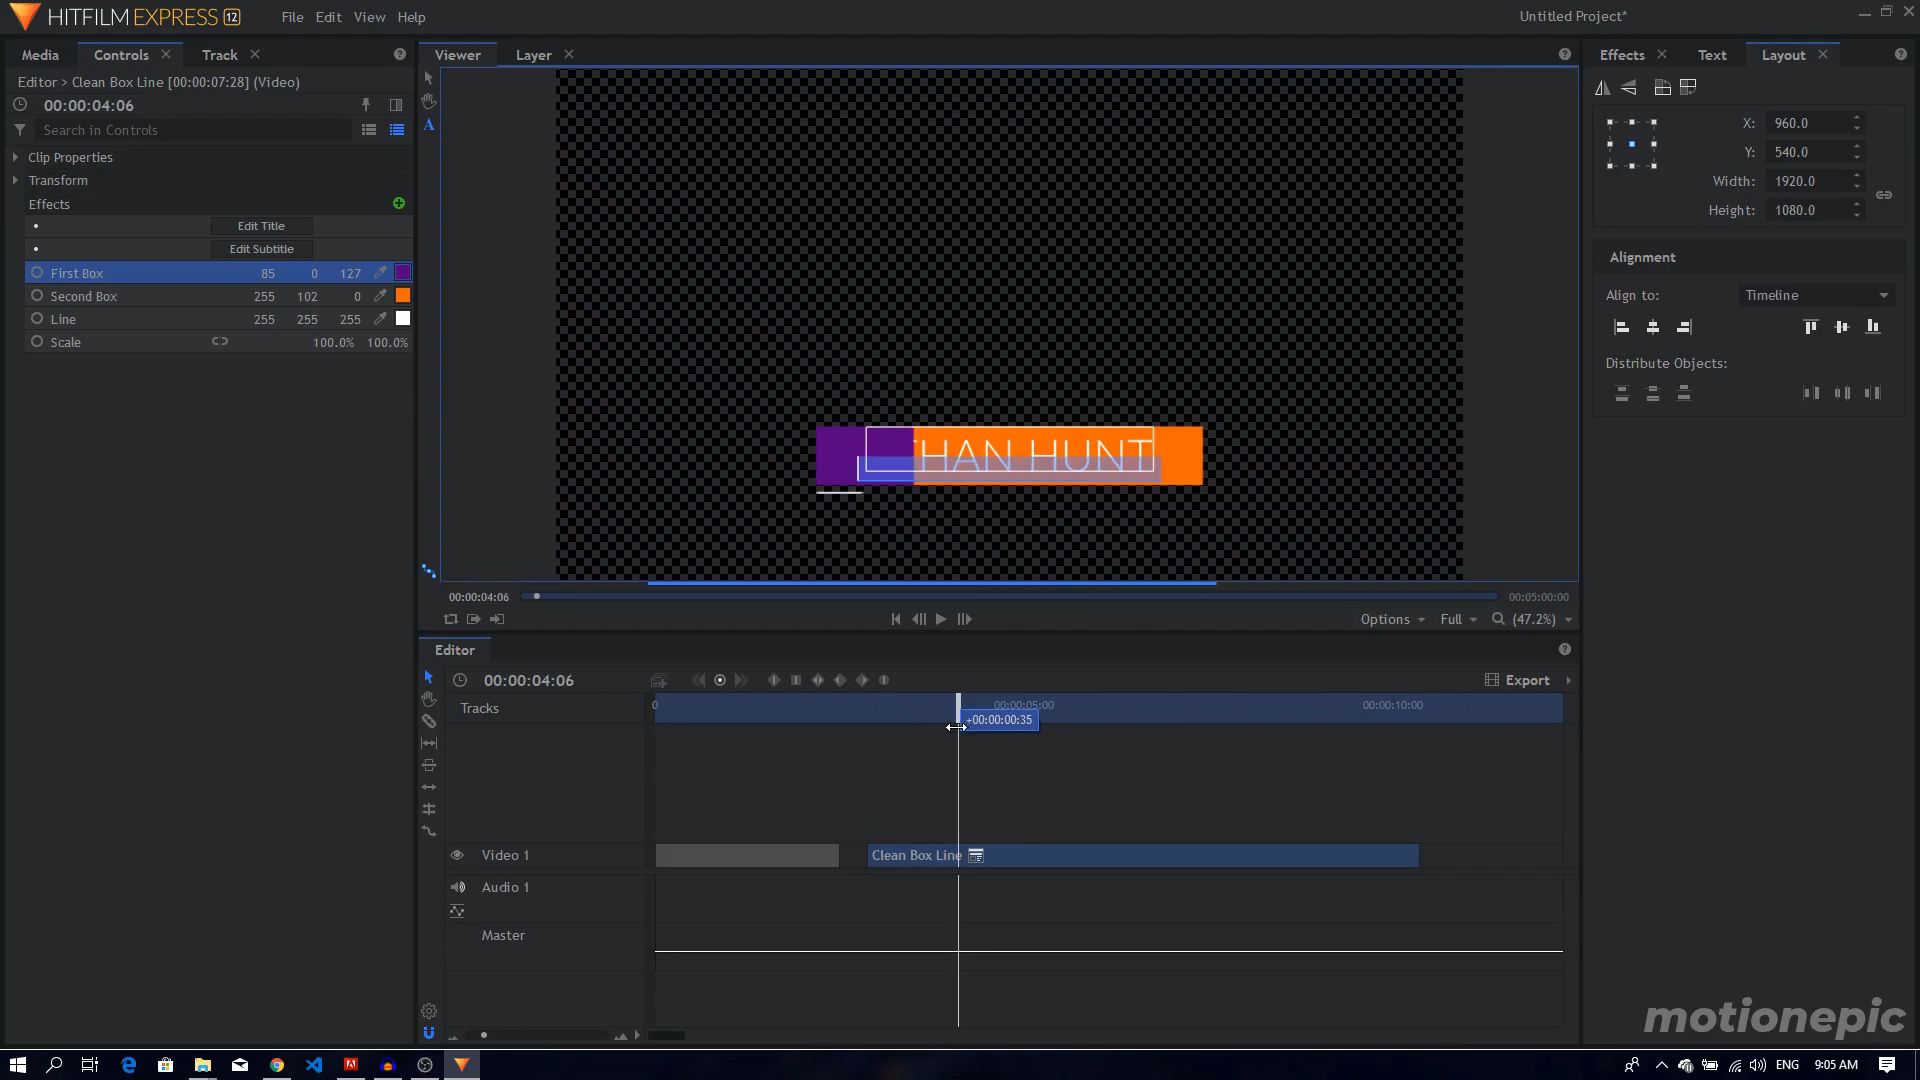 HITFILM EXPRESS 12
File Edit View Help
Untitled Project*
Media Controls Track
Viewer Layer
Effects Text Layout
Editor > Clean Box Line [00:00:07:28] (Video)
00:00:04:06
Search in Controls
Clip Properties
Transform
Effects
Edit Title
Edit Subtitle
First Box 85 0 127
Second Box 255 102 0
Line 255 255 255
Scale 100.0% 100.0%
A
HAN HUNT
X: 960.0
Y: 540.0
Width: 1920.0
Height: 1080.0
Alignment
Align to: Timeline
Distribute Objects:
00:00:04:06
00:05:00:00
Options Full (47.2%)
Editor
00:00:04:06
Export
Tracks
0 00:00:05:00 00:00:10:00
+00:00:00:35
Video 1
Clean Box Line
Audio 1
Master
motionepic
ENG 9:05 AM